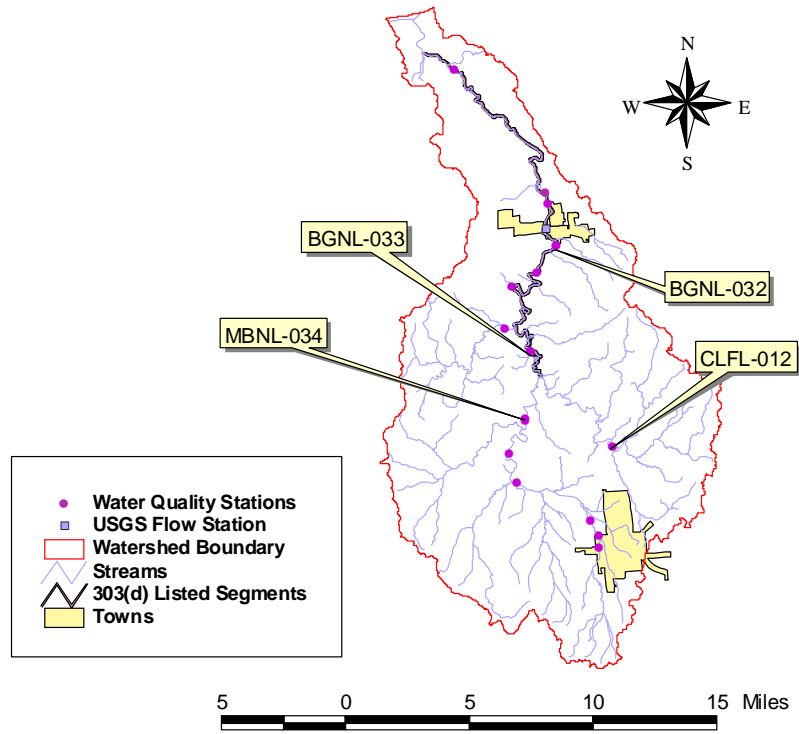 N
W E
S
BGNL-033
BGNL-032
MBNL-034
CLFL-012
Water Quality Stations
USGS Flow Station
Watershed Boundary
Streams
303(d) Listed Segments
Towns
5 0 5 10 15 Miles